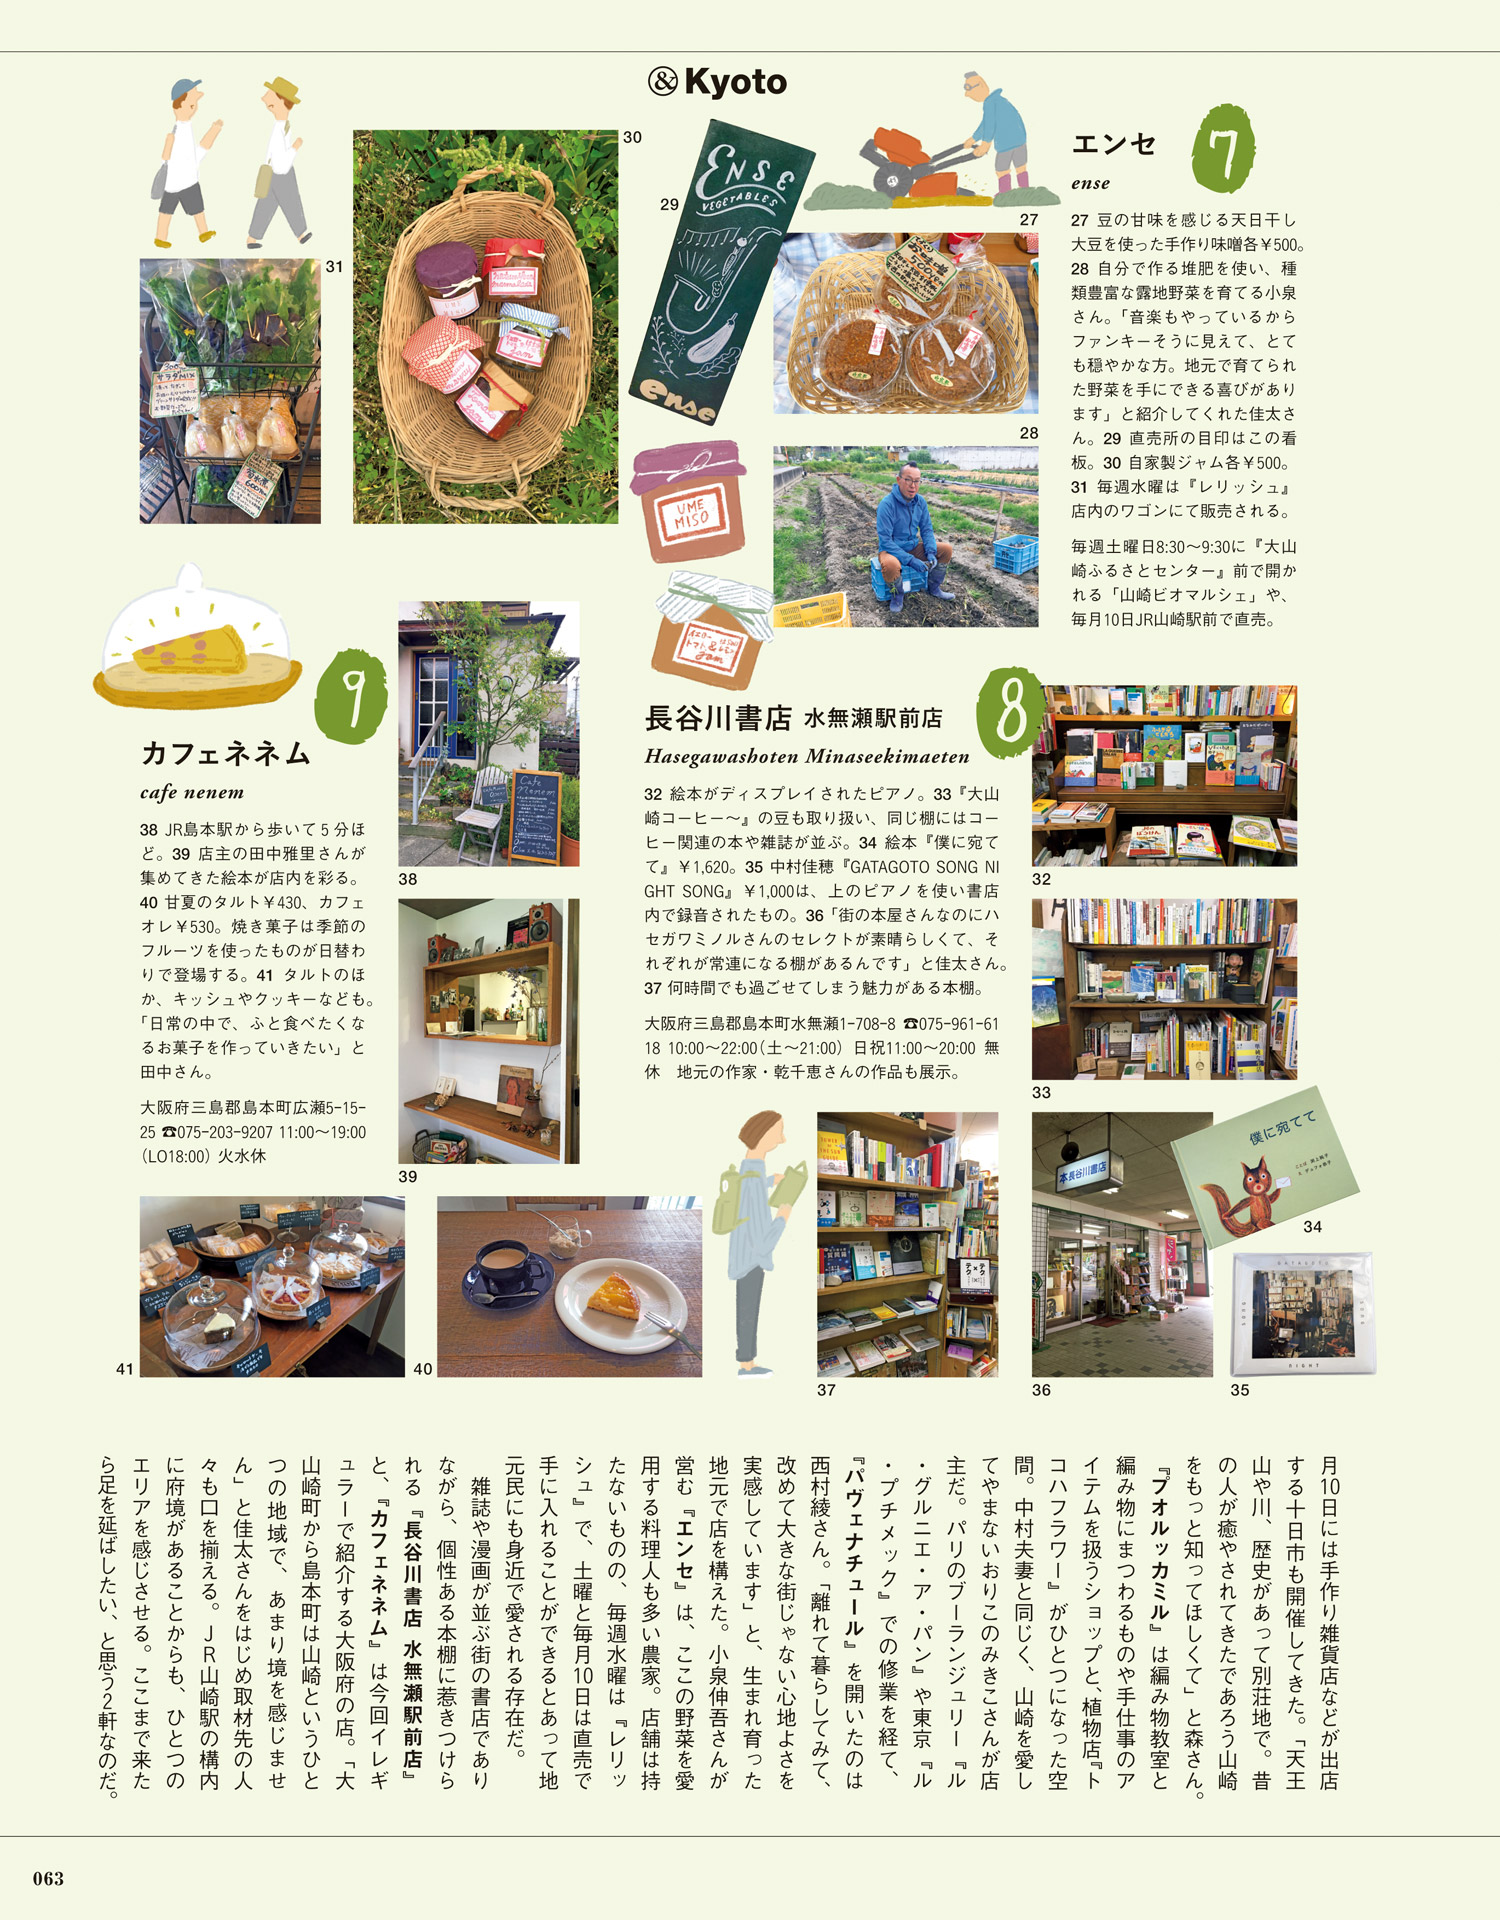 &Kyoto
7
エンセ
ense
27 豆の甘味を感じる天日干し
大豆を使った手作り味噌各￥500。
28 自分で作る堆肥を使い、種
類豊富な露地野菜を育てる小泉
さん。「音楽もやっているから
ファンキーそうに見えて、とて
も穏やかな方。地元で育てられ
た野菜を手にできる喜びがあり
ます」と紹介してくれた佳太さ
ん。29 直売所の目印はこの看
板。30 自家製ジャム各￥500。
31 毎週水曜は『レリッシュ』
店内のワゴンにて販売される。
毎週土曜日8:30〜9:30に『大山
崎ふるさとセンター』前で開か
れる「山崎ビオマルシェ」や、
毎月10日JR山崎駅前で直売。
27
28
29
30
31
ENSE
VEGETABLES
ense
UME
MISO
トマト&レモン
jam
300
サラダMIX
600
UME
jam
8
長谷川書店 水無瀬駅前店
Hasegawashoten Minaseekimaeten
32 絵本がディスプレイされたピアノ。33『大山
崎コーヒー〜』の豆も取り扱い、同じ棚にはコー
ヒー関連の本や雑誌が並ぶ。34 絵本『僕に宛て
て』￥1,620。35 中村佳穂『GATAGOTO SONG NI
GHT SONG』￥1,000は、上のピアノを使い書店
内で録音されたもの。36「街の本屋さんなのにハ
セガワミノルさんのセレクトが素晴らしくて、そ
れぞれが常連になる棚があるんです」と佳太さん。
37 何時間でも過ごせてしまう魅力がある本棚。
大阪府三島郡島本町水無瀬1-708-8 ☎075-961-61
18 10:00〜22:00(土〜21:00) 日祝11:00〜20:00 無
休　地元の作家・乾千恵さんの作品も展示。
32
33
34
35
36
37
本長谷川書店
僕に宛てて
GATAGOTO
SONG
NIGHT
SONG
9
カフェネネム
cafe nenem
38 JR島本駅から歩いて５分ほ
ど。39 店主の田中雅里さんが
集めてきた絵本が店内を彩る。
40 甘夏のタルト￥430、カフェ
オレ￥530。焼き菓子は季節の
フルーツを使ったものが日替わ
りで登場する。41 タルトのほ
か、キッシュやクッキーなども。
「日常の中で、ふと食べたくな
るお菓子を作っていきたい」と
田中さん。
大阪府三島郡島本町広瀬5-15-
25 ☎075-203-9207 11:00〜19:00
(LO18:00) 火水休
38
39
40
41
Cafe
nenem
月10日には手作り雑貨店などが出店
する十日市も開催してきた。「天王
山や川、歴史があって別荘地で。昔
の人が癒やされてきたであろう山崎
をもっと知ってほしくて」と森さん。
『プオルッカミル』は編み物教室と
編み物にまつわるものや手仕事のア
イテムを扱うショップと、植物店『ト
コハフラワー』がひとつになった空
間。中村夫妻と同じく、山崎を愛し
てやまないおりこのみきこさんが店
主だ。パリのブーランジュリー『ル
・グルニエ・ア・パン』や東京『ル
・プチメック』での修業を経て、
『パヴェナチュール』を開いたのは
西村綾さん。「離れて暮らしてみて、
改めて大きな街じゃない心地よさを
実感しています」と、生まれ育った
地元で店を構えた。小泉伸吾さんが
営む『エンセ』は、ここの野菜を愛
用する料理人も多い農家。店舗は持
たないものの、毎週水曜は『レリッ
シュ』で、土曜と毎月10日は直売で
手に入れることができるとあって地
元民にも身近で愛される存在だ。
雑誌や漫画が並ぶ街の書店であり
ながら、個性ある本棚に惹きつけら
れる『長谷川書店 水無瀬駅前店』
と、『カフェネネム』は今回イレギ
ュラーで紹介する大阪府の店。「大
山崎町から島本町は山崎というひと
つの地域で、あまり境を感じませ
ん」と佳太さんをはじめ取材先の人
々も口を揃える。ＪＲ山崎駅の構内
に府境があることからも、ひとつの
エリアを感じさせる。ここまで来た
ら足を延ばしたい、と思う２軒なのだ。
063